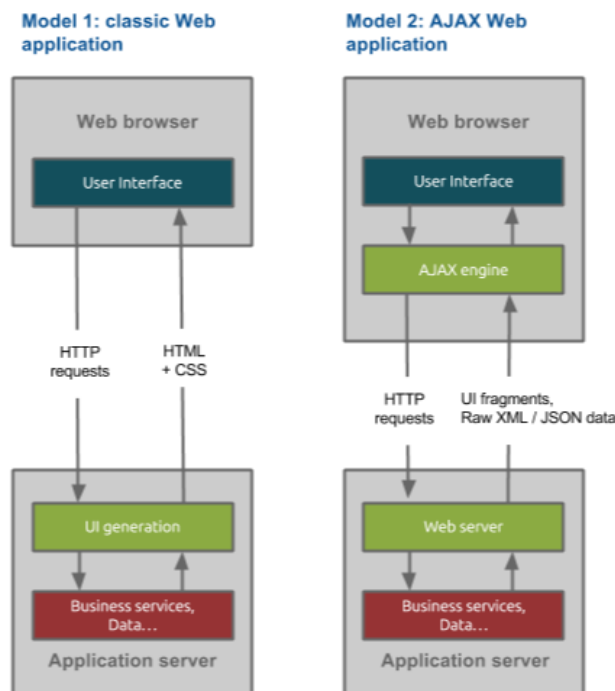 Model 1: classic Web
application
Web browser
User Interface
HTTP
requests
HTML
+ CSS
UI generation
Business services,
Data...
Application server
Model 2: AJAX Web
application
Web browser
User Interface
AJAX engine
HTTP
requests
UI fragments,
Raw XML / JSON data
Web server
Business services,
Data...
Application server